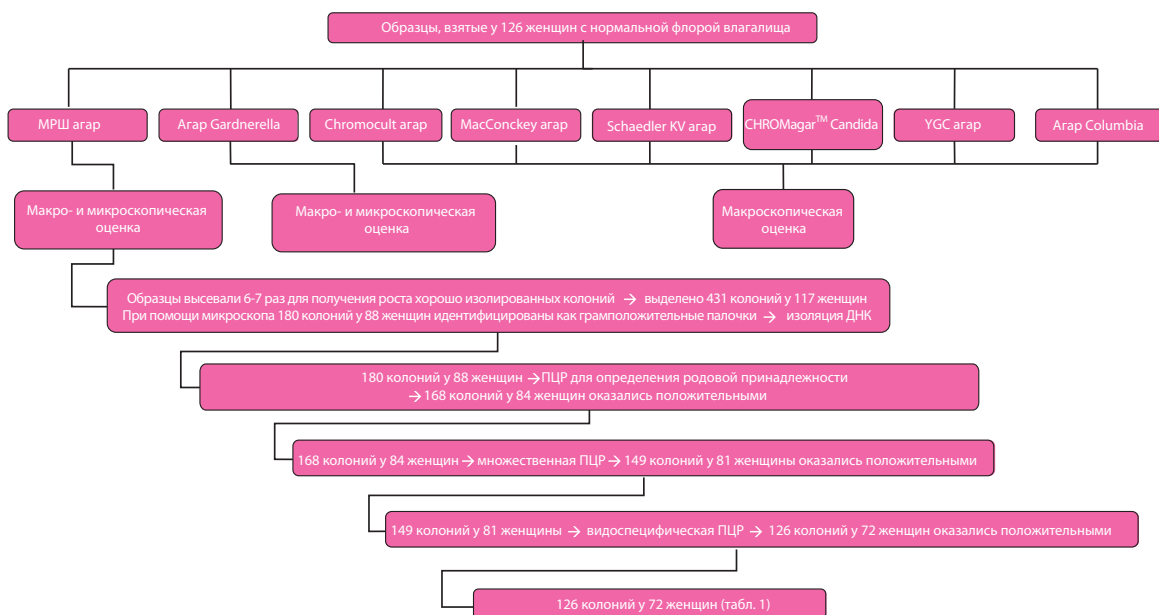 Образцы, взятые у 126 женщин с нормальной флорой влагалища
МРШ агар
Агар Gardnerella
Chromocult агар
MacConckey агар
Schaedler KV агар
CHROMagar™ Candida
YGC агар
Агар Columbia
Макро- и микроскопическая
оценка
Макро- и микроскопическая
оценка
Макроскопическая
оценка
Образцы высевали 6-7 раз для получения роста хорошо изолированных колоний → выделено 431 колоний у 117 женщин
При помощи микроскопа 180 колоний у 88 женщин идентифицированы как грамположительные палочки → изоляция ДНК
180 колоний у 88 женщин →ПЦР для определения родовой принадлежности
→168 колоний у 84 женщин оказались положительными
168 колоний у 84 женщин → множественная ПЦР → 149 колоний у 81 женщины оказались положительными
149 колоний у 81 женщины → видоспецифическая ПЦР → 126 колоний у 72 женщин оказались положительными
126 колоний у 72 женщин (табл. 1)